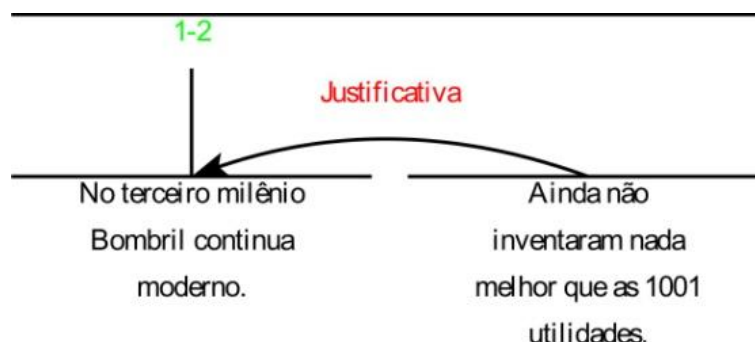 1-2
Justificativa
No terceiro milênio
Bombril continua
moderno.
Ainda não
inventaram nada
melhor que as 1001
utilidades.